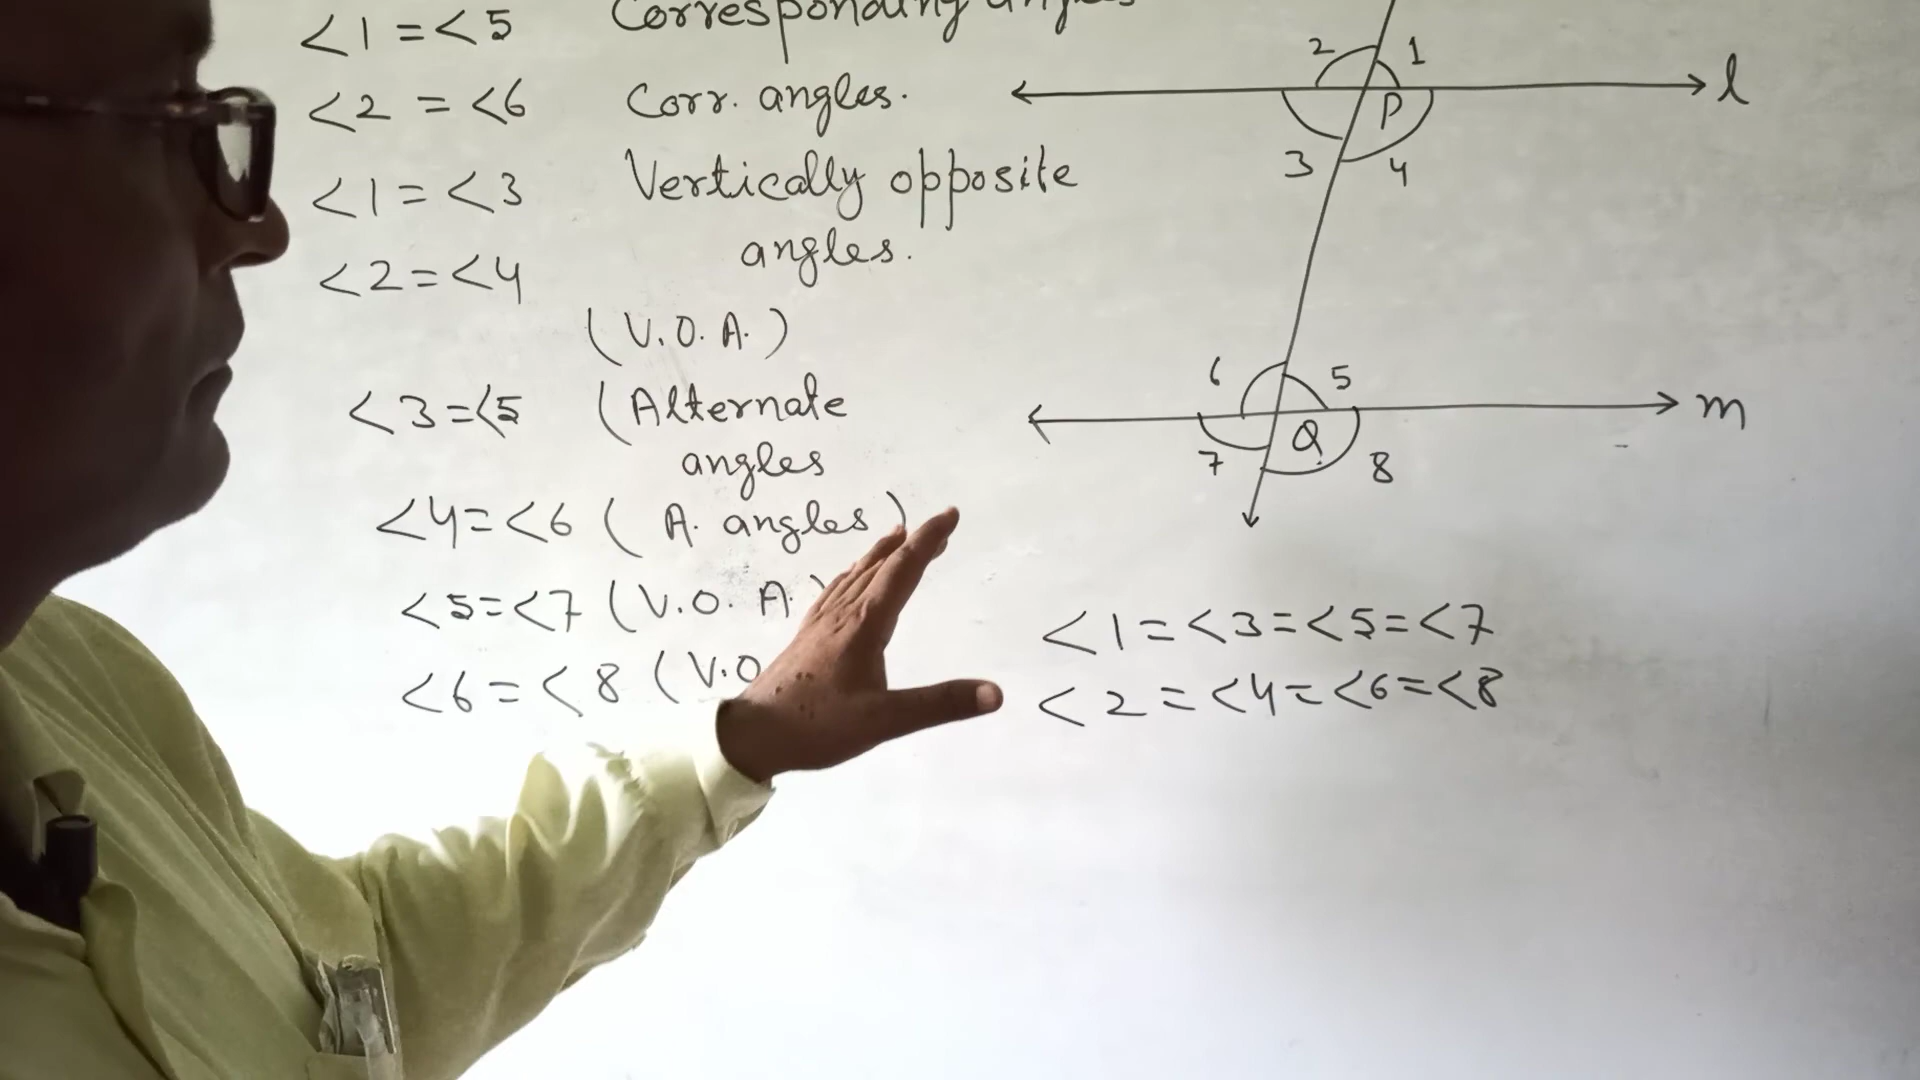 <1 = <5 Corresponding angles
<2 = <6 Corr. angles.
<1 = <3 Vertically opposite
angles.
<2 = <4
(V.O.A.)
<3 = <5 (Alternate
angles
<4 = <6 (A. angles)
<5 = <7 (V.O.A.)
<6 = <8 (V.O
2 1
l
P
3 4
6 5
m
Q
7 8
<1 = <3 = <5 = <7
<2 = <4 = <6 = <8